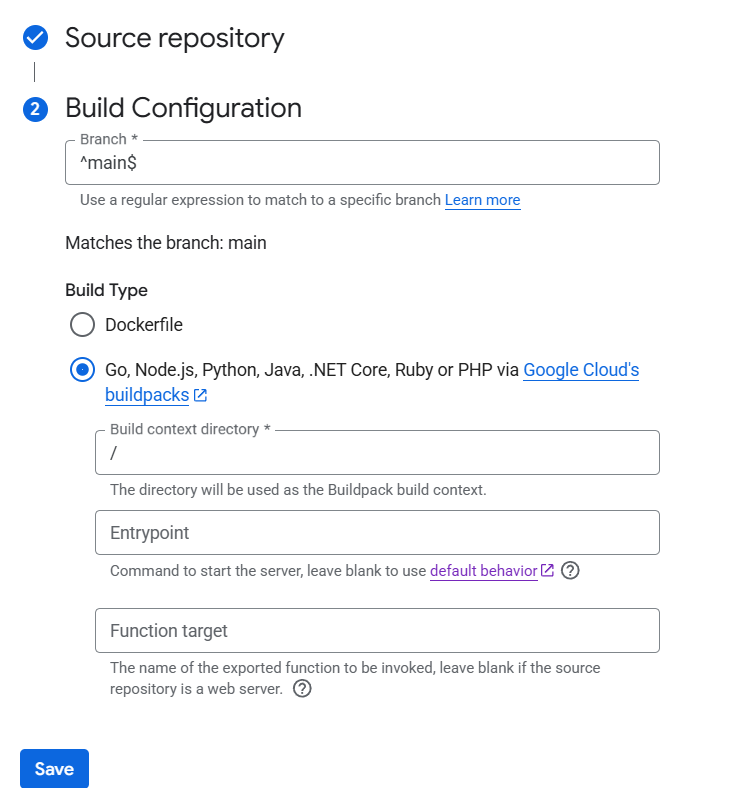 Source repository
2
Build Configuration
Branch *
^main$
Use a regular expression to match to a specific branch Learn more
Matches the branch: main
Build Type
Dockerfile
Go, Node.js, Python, Java, .NET Core, Ruby or PHP via Google Cloud's
buildpacks
Build context directory *
/
The directory will be used as the Buildpack build context.
Entrypoint
Command to start the server, leave blank to use default behavior ?
Function target
The name of the exported function to be invoked, leave blank if the source
repository is a web server. ?
Save